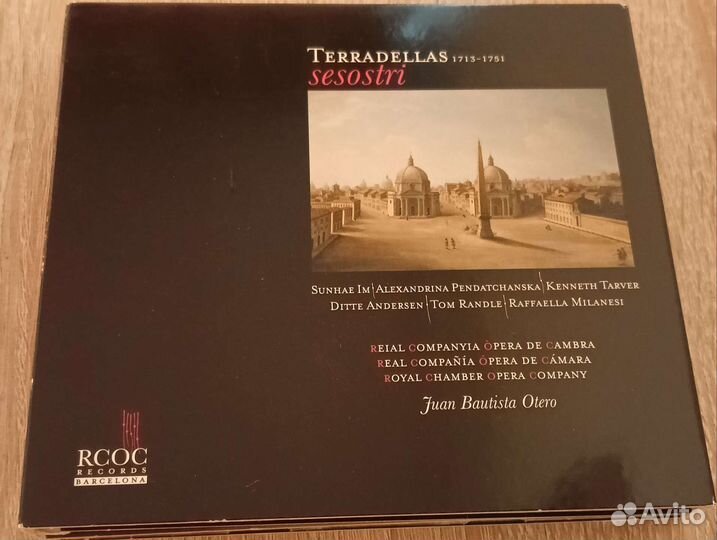 TERRADELLAS 1713-1751
sesostri
SUNHAE IM | ALEXANDRINA PENDATCHANSKA | KENNETH TARVER
DITTE ANDERSEN | TOM RANDLE | RAFFAELLA MILANESI
REIAL COMPANYIA ÒPERA DE CAMBRA
REAL COMPAÑÍA ÓPERA DE CÁMARA
ROYAL CHAMBER OPERA COMPANY
Juan Bautista Otero
RCOC
RECORDS
BARCELONA
Avito